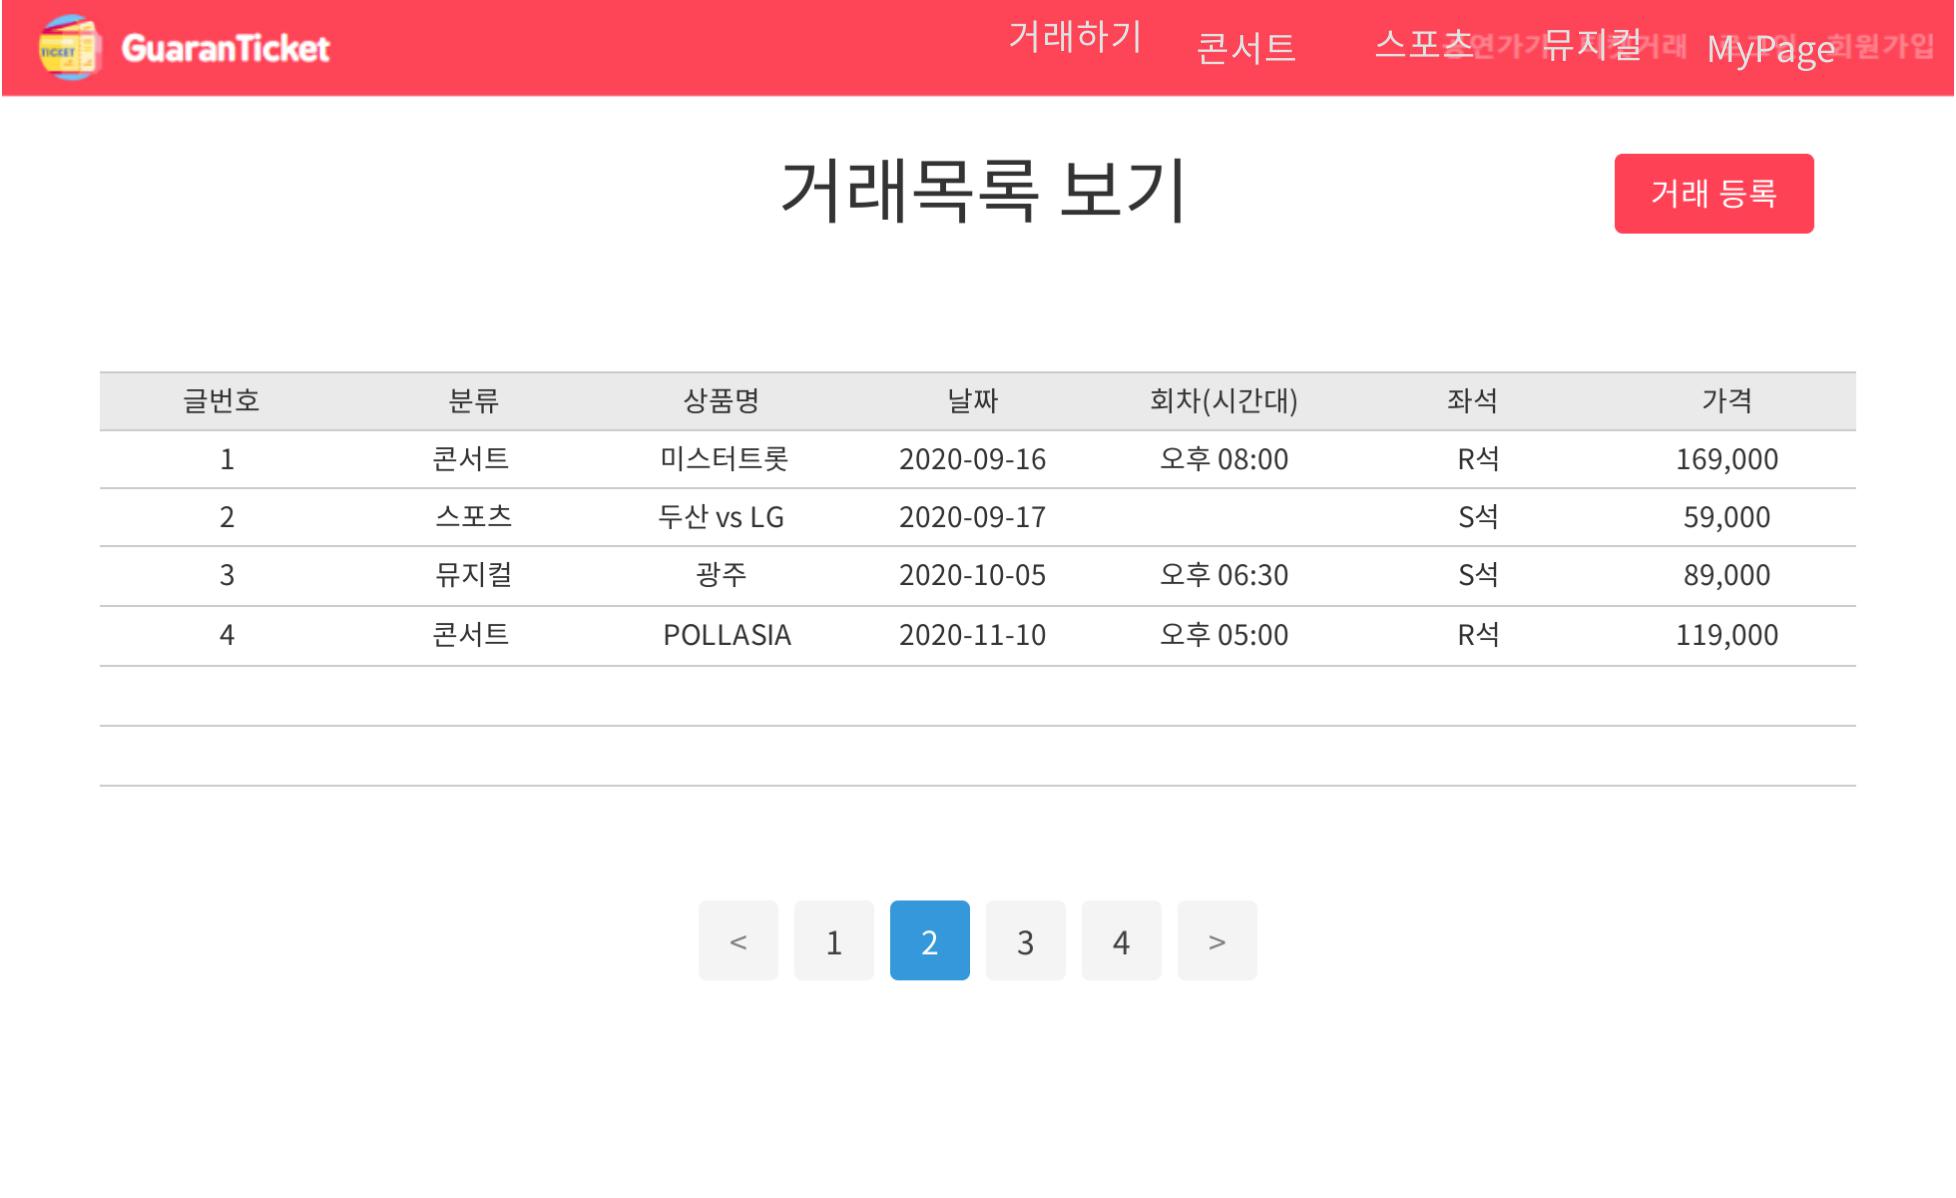 TICKET GuaranTicket 거래하기 콘서트 스포츠 뮤지컬 MyPage 회원가입
거래목록 보기 거래 등록
글번호 분류 상품명 날짜 회차(시간대) 좌석 가격
1 콘서트 미스터트롯 2020-09-16 오후 08:00 R석 169,000
2 스포츠 두산 vs LG 2020-09-17 S석 59,000
3 뮤지컬 광주 2020-10-05 오후 06:30 S석 89,000
4 콘서트 POLLASIA 2020-11-10 오후 05:00 R석 119,000
< 1 2 3 4 >